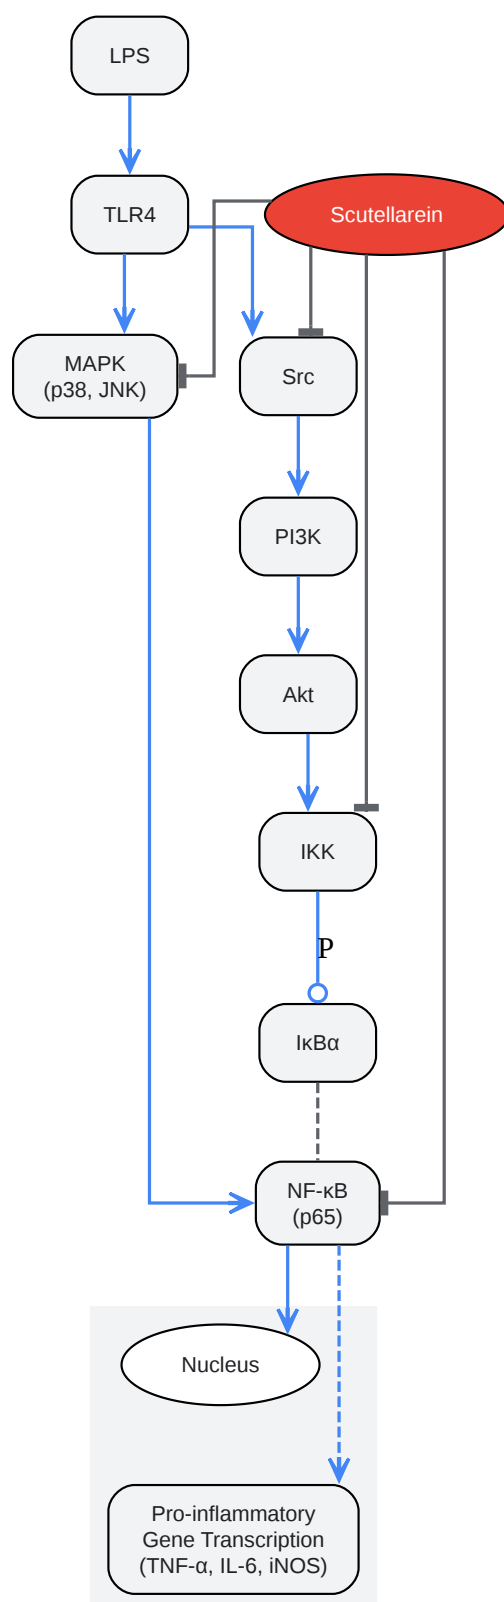 LPS
TLR4
Scutellarein
MAPK
(p38, JNK)
Src
PI3K
Akt
IKK
P
IκBα
NF-κB
(p65)
Nucleus
Pro-inflammatory
Gene Transcription
(TNF-α, IL-6, iNOS)